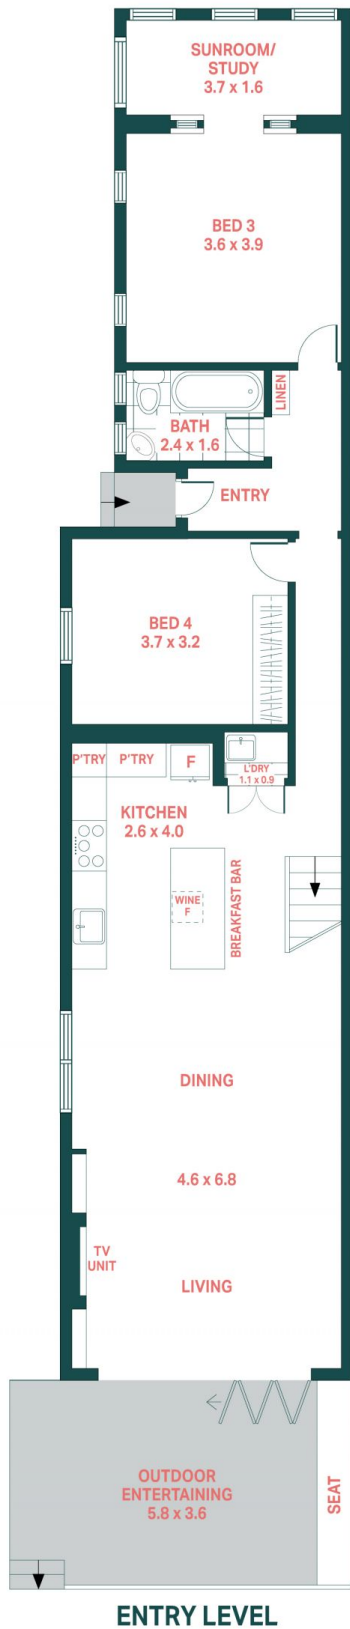 SUNROOM/
STUDY
3.7 x 1.6
BED 3
3.6 x 3.9
LINEN
BATH
2.4 x 1.6
ENTRY
BED 4
3.7 x 3.2
P'TRY
P'TRY
F
L'DRY
1.1 x 0.9
KITCHEN
2.6 x 4.0
WINE
F
BREAKFAST BAR
DINING
4.6 x 6.8
TV
UNIT
LIVING
OUTDOOR
ENTERTAINING
5.8 x 3.6
SEAT
ENTRY LEVEL